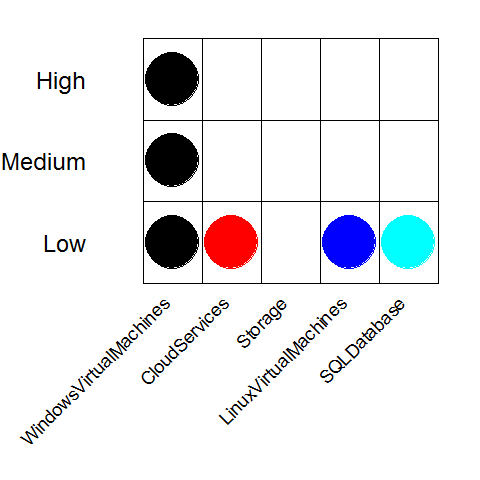 High
Medium
Low
WindowsVirtualMachines
CloudServices
Storage
LinuxVirtualMachines
SQLDatabase